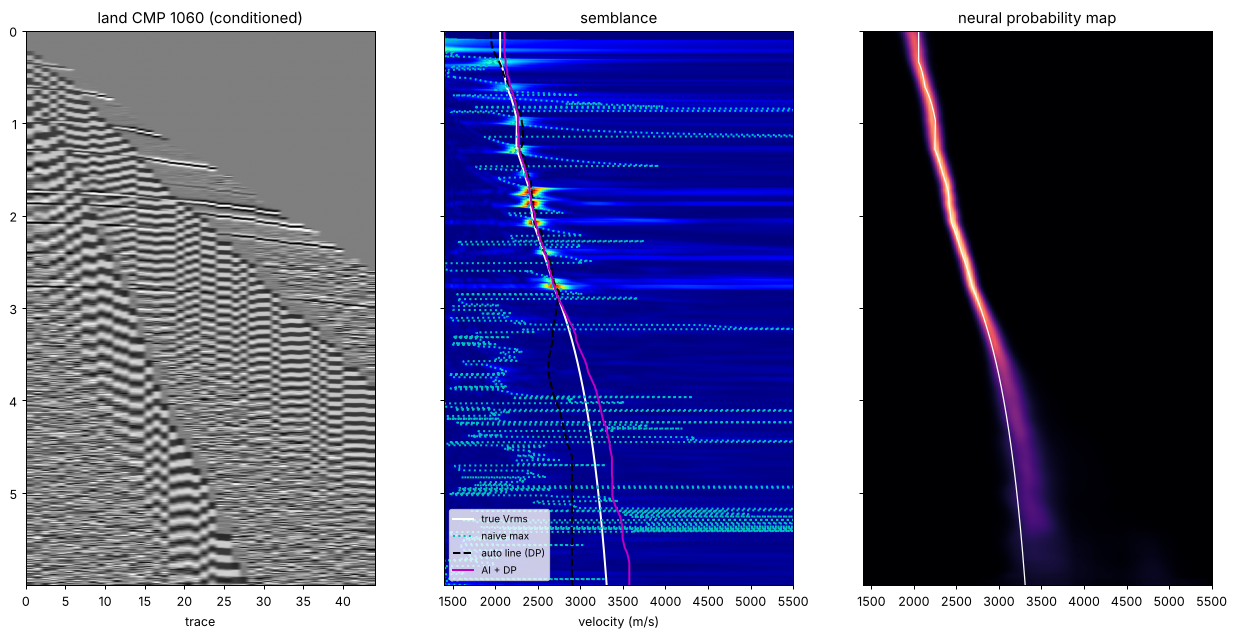 land CMP 1060 (conditioned)
semblance
neural probability map
0
1
2
3
4
5
0 5 10 15 20 25 30 35 40
trace
true Vrms
naive max
auto line (DP)
AI + DP
1500 2000 2500 3000 3500 4000 4500 5000 5500
velocity (m/s)
1500 2000 2500 3000 3500 4000 4500 5000 5500